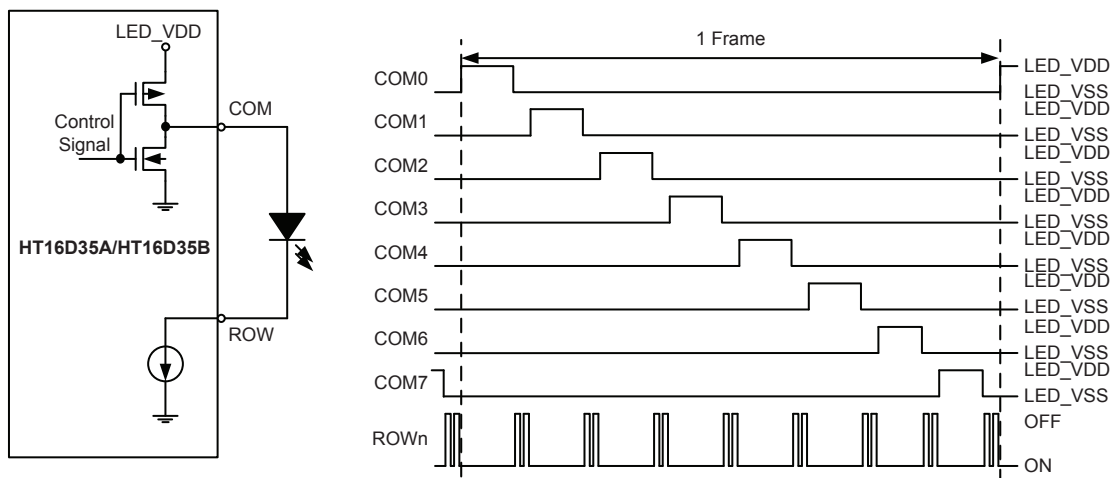 LED_VDD
COM
Control
Signal
HT16D35A/HT16D35B
ROW
1 Frame
COM0
LED_VDD
LED_VSS
COM1
LED_VDD
LED_VSS
COM2
LED_VDD
LED_VSS
COM3
LED_VDD
LED_VSS
COM4
LED_VDD
LED_VSS
COM5
LED_VDD
LED_VSS
COM6
LED_VDD
LED_VSS
COM7
LED_VDD
LED_VSS
ROWn
OFF
ON